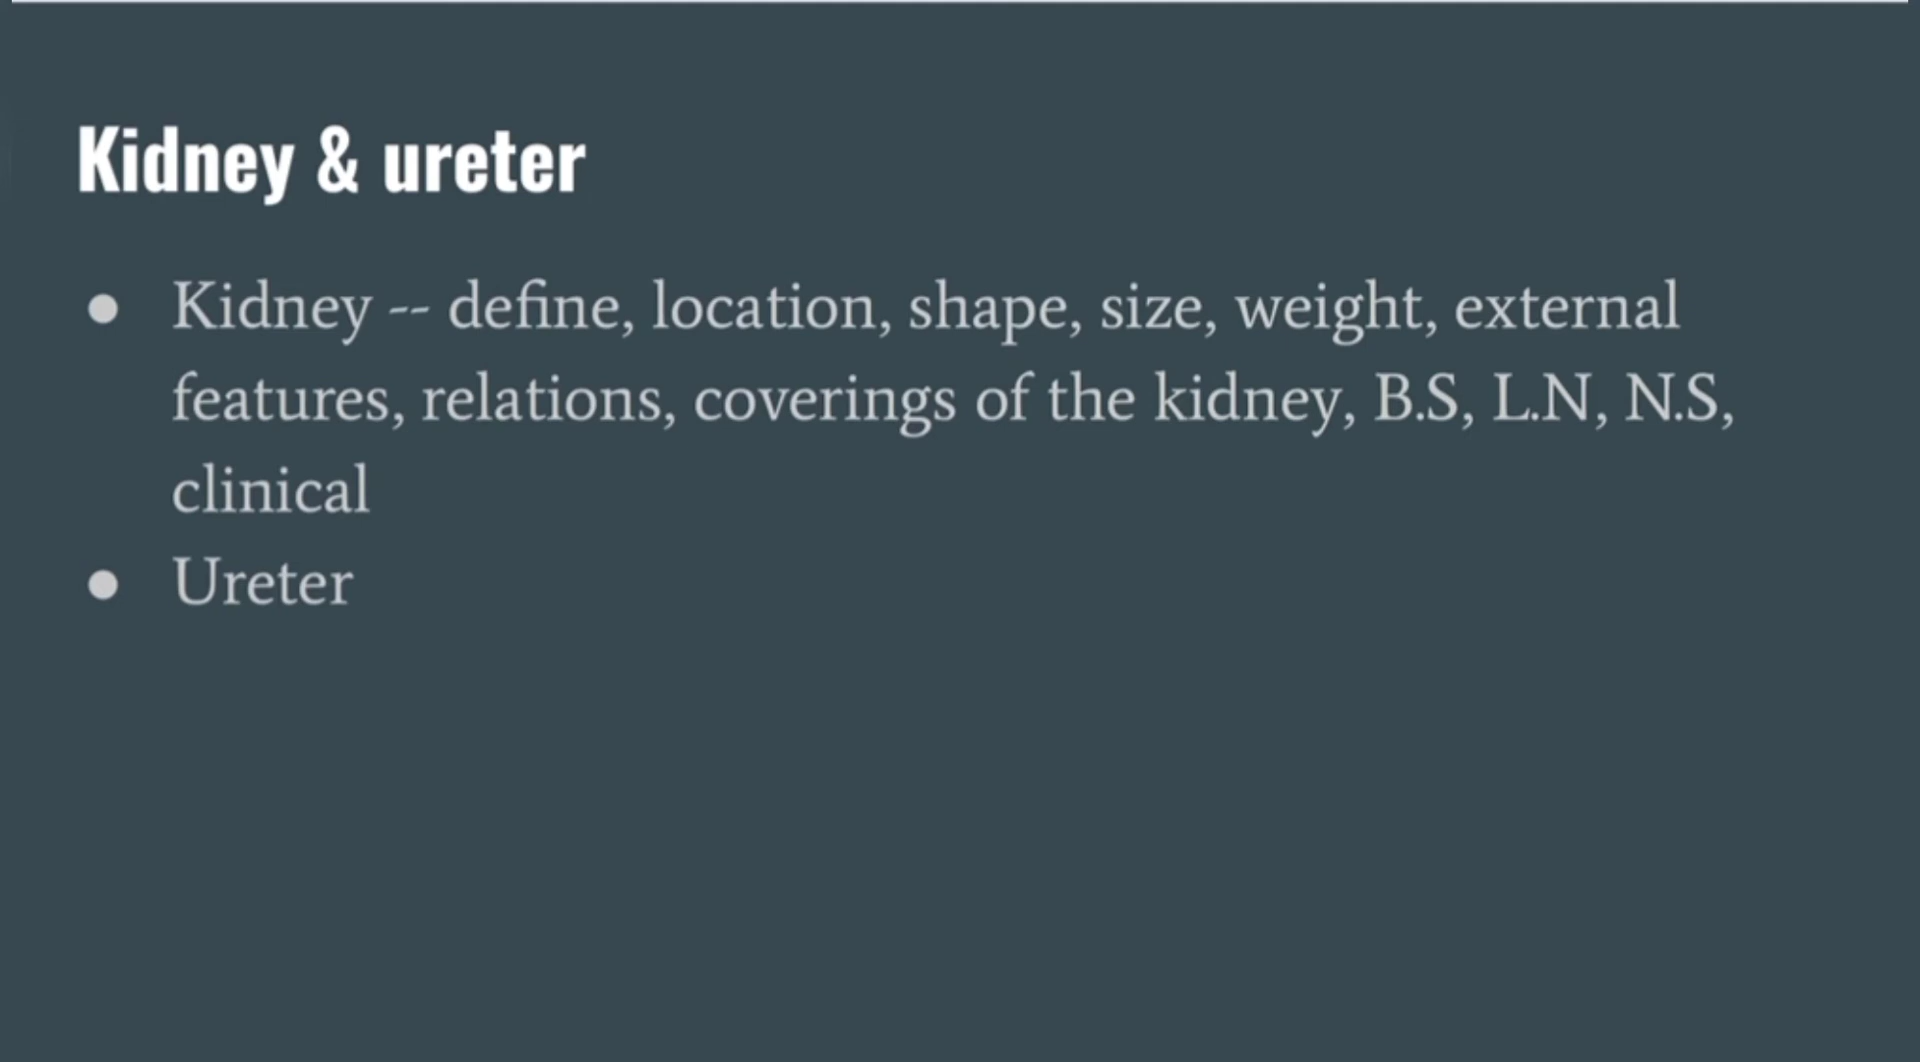 Kidney & ureter
● Kidney -- define, location, shape, size, weight, external
features, relations, coverings of the kidney, B.S, L.N, N.S,
clinical
● Ureter